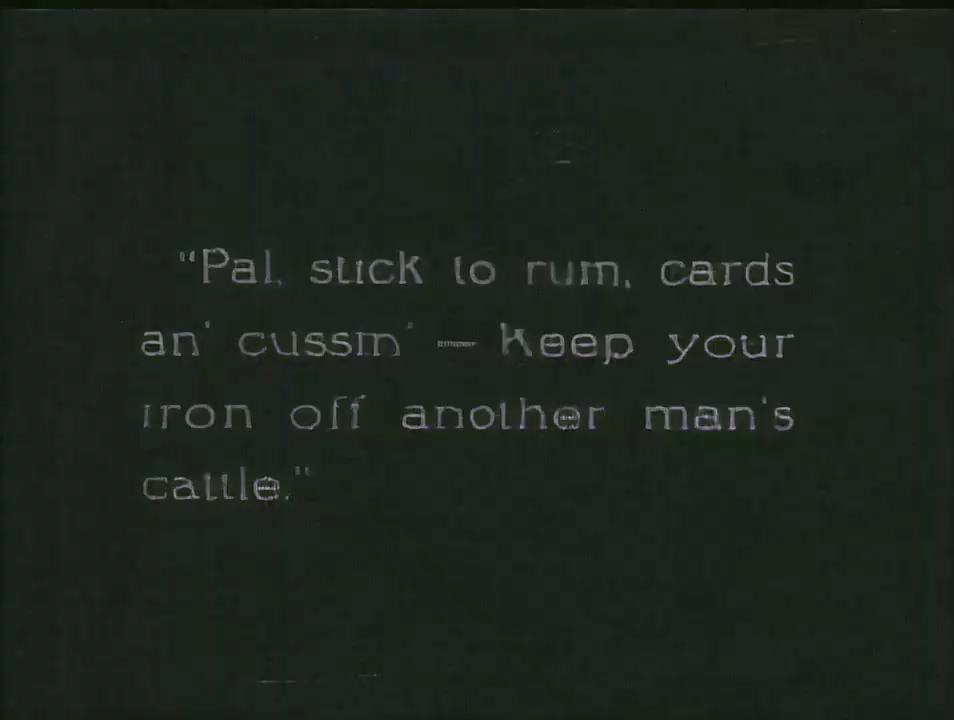 "Pal, stick to rum, cards
an' cussin' — Keep your
iron off another man's
cattle."